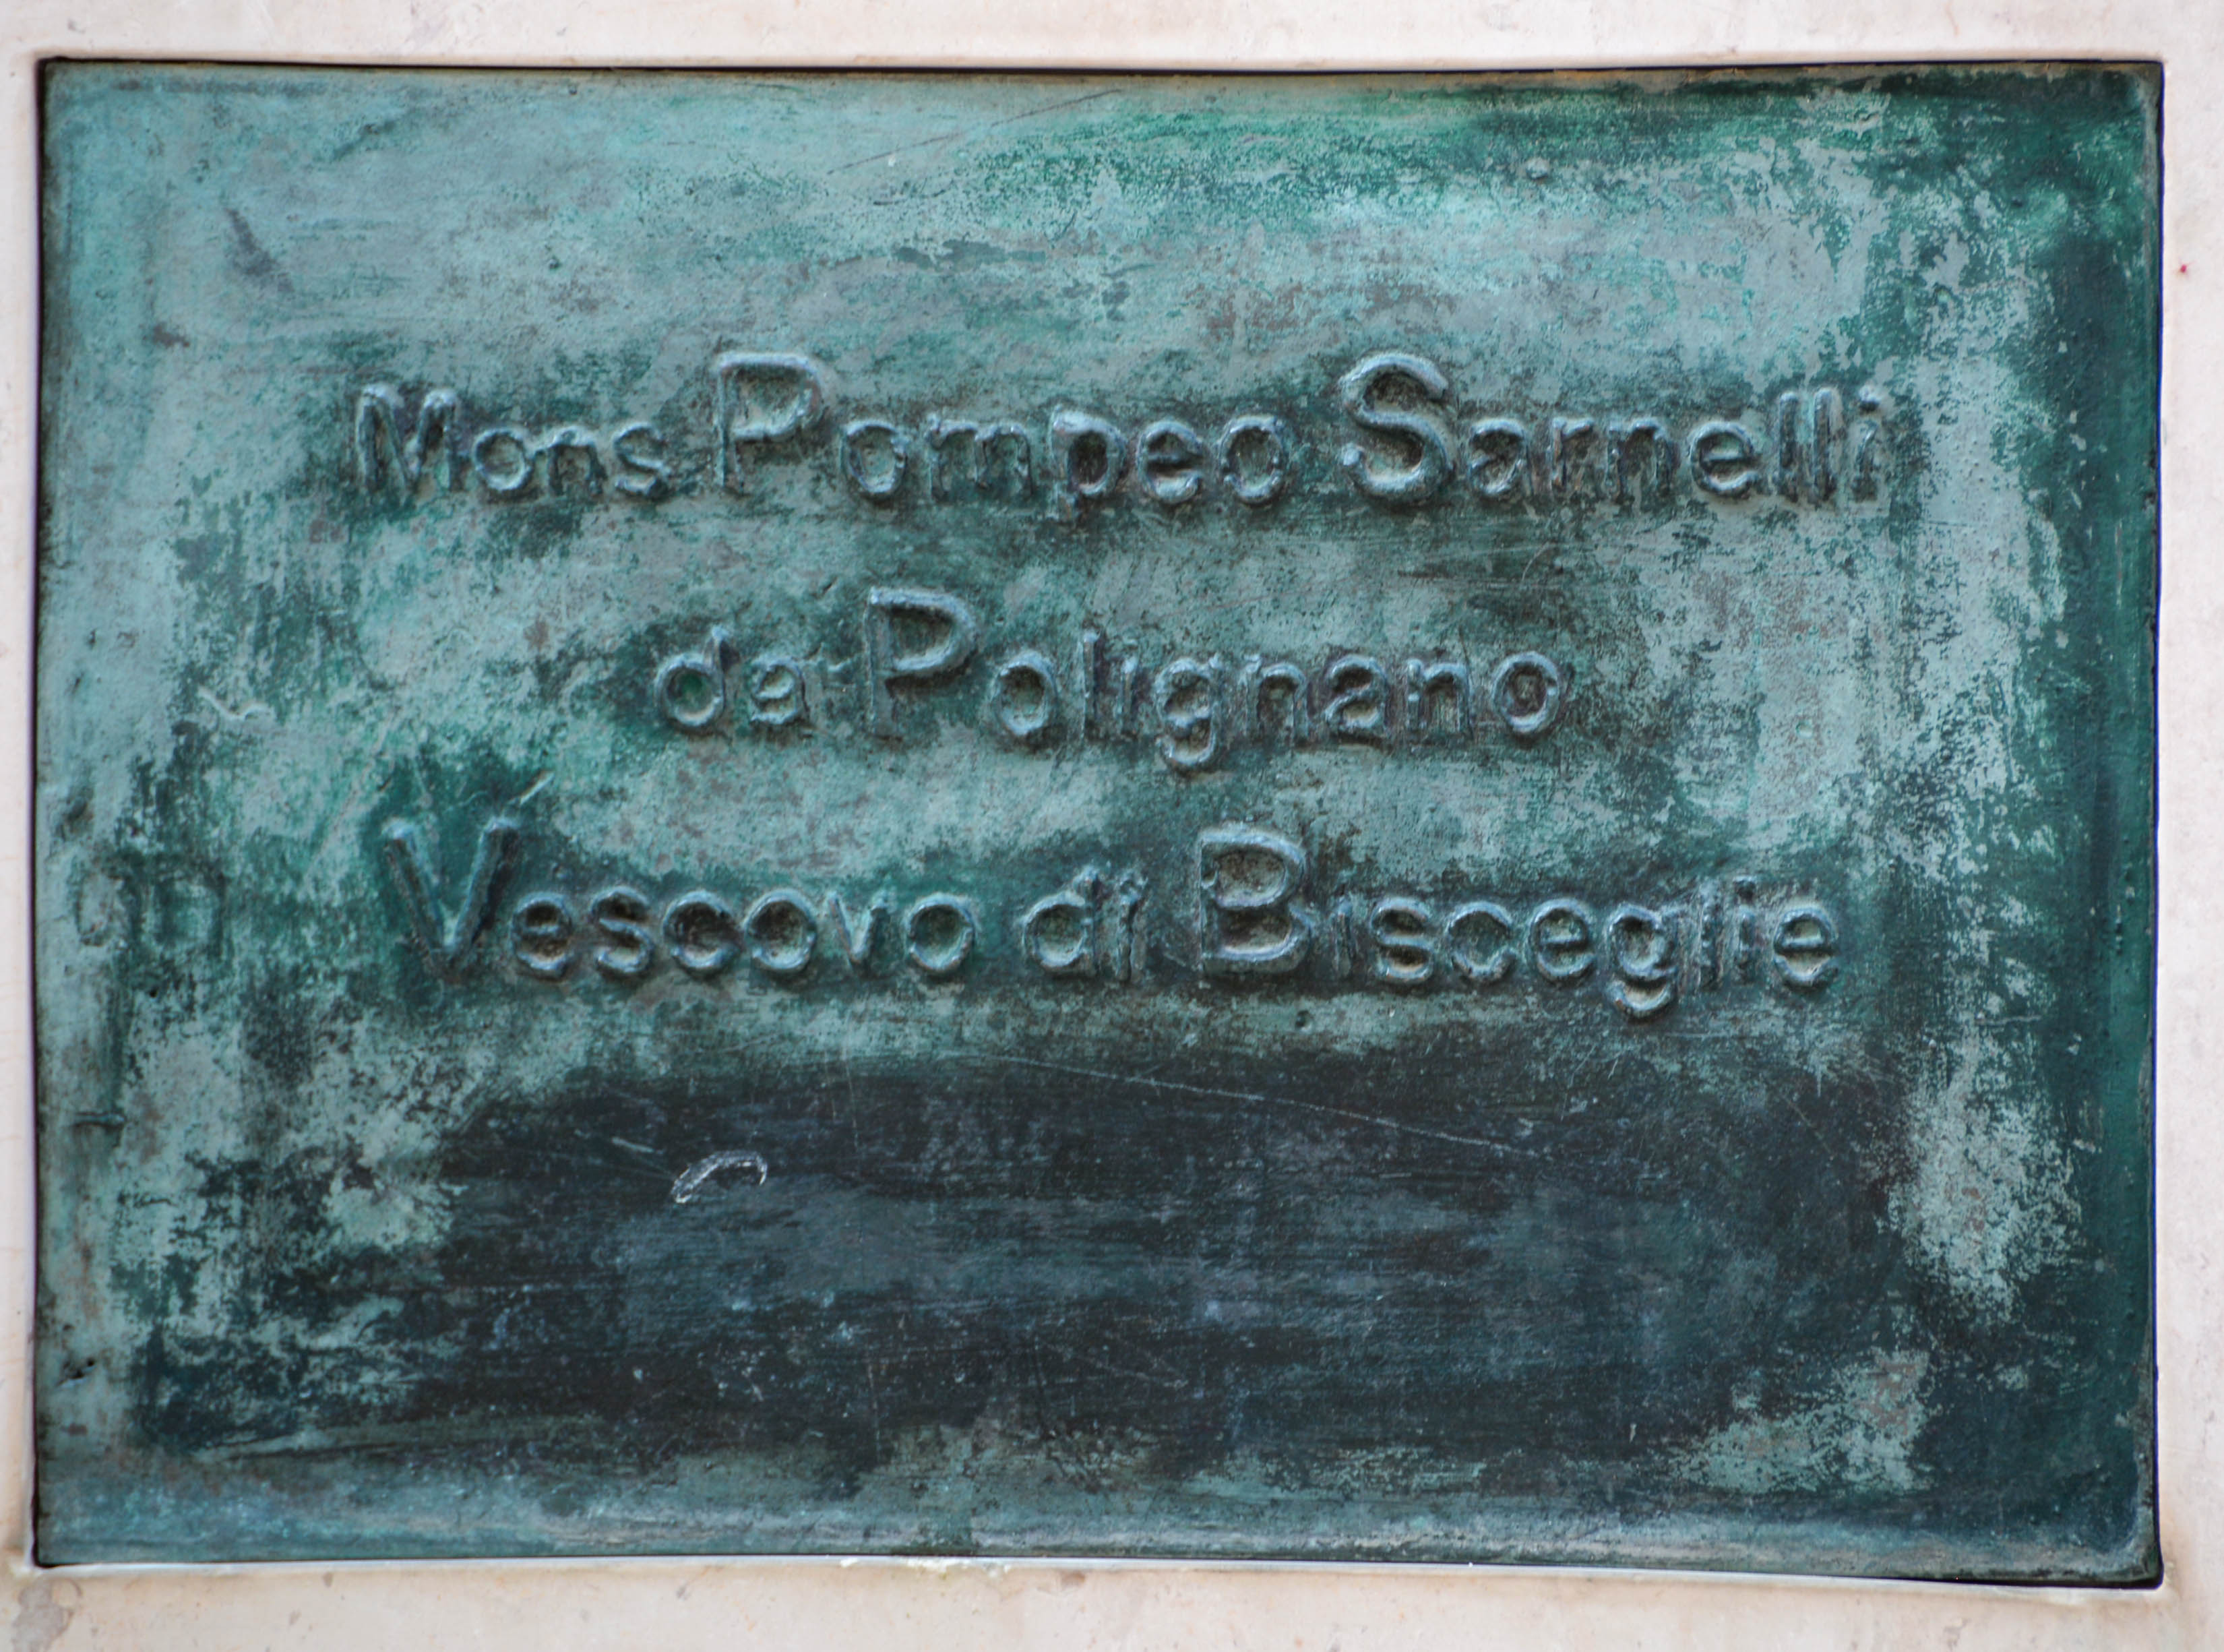 Mons. Pompeo Sarnelli
da Polignano
Vescovo di Bisceglie